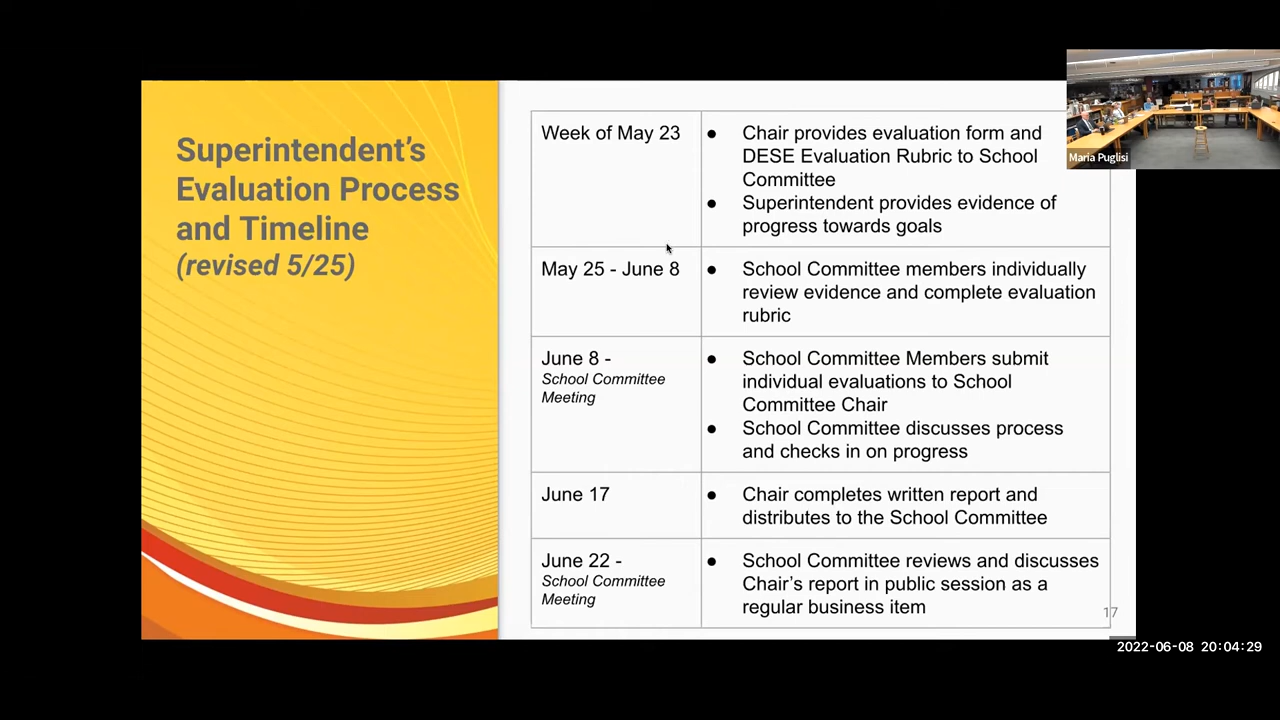 Superintendent's
Evaluation Process
and Timeline
(revised 5/25)
Week of May 23
● Chair provides evaluation form and
DESE Evaluation Rubric to School
Committee
● Superintendent provides evidence of
progress towards goals
May 25 - June 8
● School Committee members individually
review evidence and complete evaluation
rubric
June 8 -
School Committee
Meeting
● School Committee Members submit
individual evaluations to School
Committee Chair
● School Committee discusses process
and checks in on progress
June 17
● Chair completes written report and
distributes to the School Committee
June 22 -
School Committee
Meeting
● School Committee reviews and discusses
Chair's report in public session as a
regular business item
17
Maria Puglisi
2022-06-08 20:04:29